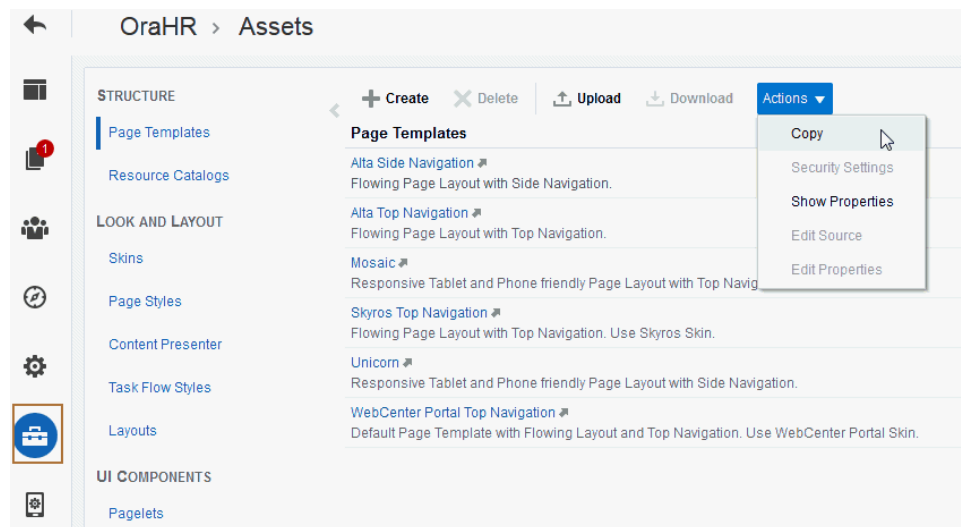 OraHR > Assets
STRUCTURE
Page Templates
Resource Catalogs
LOOK AND LAYOUT
Skins
Page Styles
Content Presenter
Task Flow Styles
Layouts
UI COMPONENTS
Pagelets
1
Create Delete Upload Download Actions
Copy
Security Settings
Show Properties
Edit Source
Edit Properties
Page Templates
Alta Side Navigation
Flowing Page Layout with Side Navigation.
Alta Top Navigation
Flowing Page Layout with Top Navigation.
Mosaic
Responsive Tablet and Phone friendly Page Layout with Top Navig
Skyros Top Navigation
Flowing Page Layout with Top Navigation. Use Skyros Skin.
Unicorn
Responsive Tablet and Phone friendly Page Layout with Side Navigation.
WebCenter Portal Top Navigation
Default Page Template with Flowing Layout and Top Navigation. Use WebCenter Portal Skin.